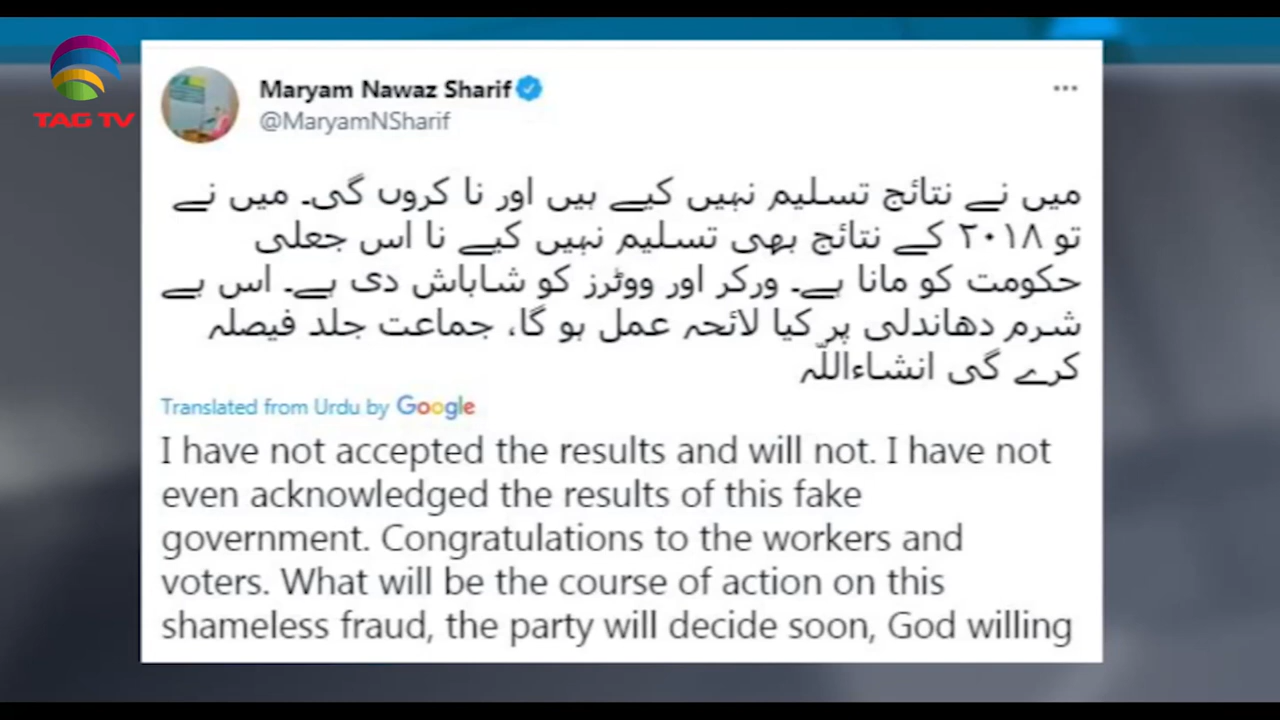 TAG TV
Maryam Nawaz Sharif
@MaryamNSharif
میں نے نتائج تسلیم نہیں کیے ہیں اور نا کروں گی۔ میں نے
تو ۲۰۱۸ کے نتائج بھی تسلیم نہیں کیے نا اس جعلی
حکومت کو مانا ہے۔ ورکر اور ووٹرز کو شاباش دی ہے۔ اس بے
شرم دھاندلی پر کیا لائحہ عمل ہو گا، جماعت جلد فیصلہ
کرے گی انشاءاللّہ
Translated from Urdu by Google
I have not accepted the results and will not. I have not
even acknowledged the results of this fake
government. Congratulations to the workers and
voters. What will be the course of action on this
shameless fraud, the party will decide soon, God willing